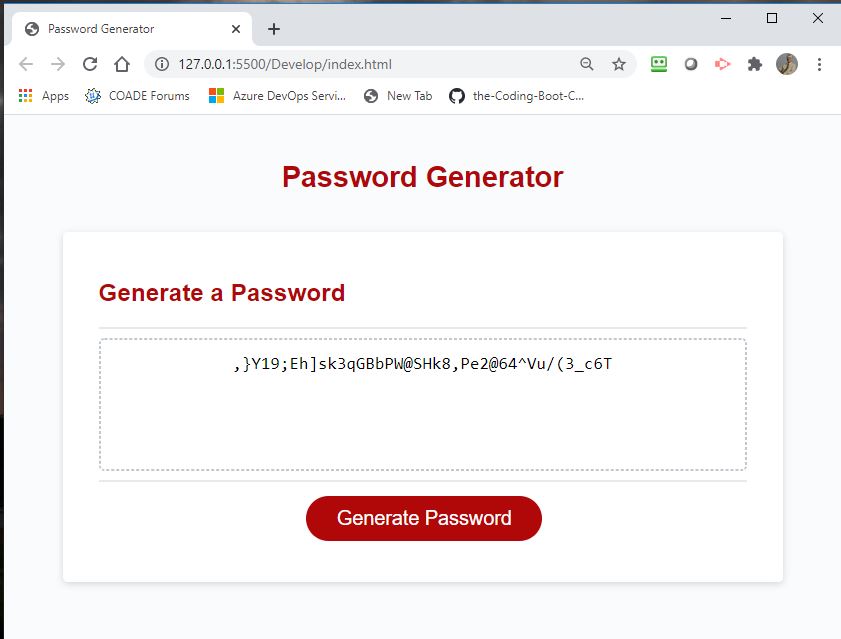 Password Generator
127.0.0.1:5500/Develop/index.html
Apps COADE Forums Azure DevOps Servi... New Tab the-Coding-Boot-C...
Password Generator
Generate a Password
,}Y19;Eh]sk3qGBbPW@SHk8,Pe2@64^Vu/(3_c6T
Generate Password